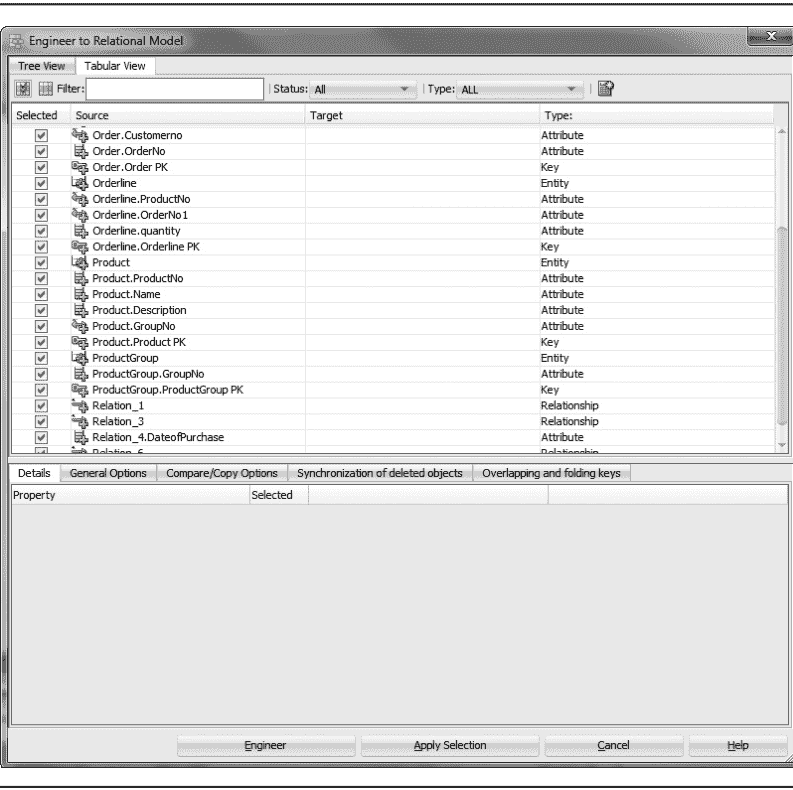 Engineer to Relational Model
Tree View Tabular View
Filter: Status: All Type: ALL
Selected Source Target Type:
Order.Customerno Attribute
Order.OrderNo Attribute
Order.Order PK Key
Orderline Entity
Orderline.ProductNo Attribute
Orderline.OrderNo1 Attribute
Orderline.quantity Attribute
Orderline.Orderline PK Key
Product Entity
Product.ProductNo Attribute
Product.Name Attribute
Product.Description Attribute
Product.GroupNo Attribute
Product.Product PK Key
ProductGroup Entity
ProductGroup.GroupNo Attribute
ProductGroup.ProductGroup PK Key
Relation_1 Relationship
Relation_3 Relationship
Relation_4.DateofPurchase Attribute
Relation_6 Relationship
Details General Options Compare/Copy Options Synchronization of deleted objects Overlapping and folding keys
Property Selected
Engineer Apply Selection Cancel Help